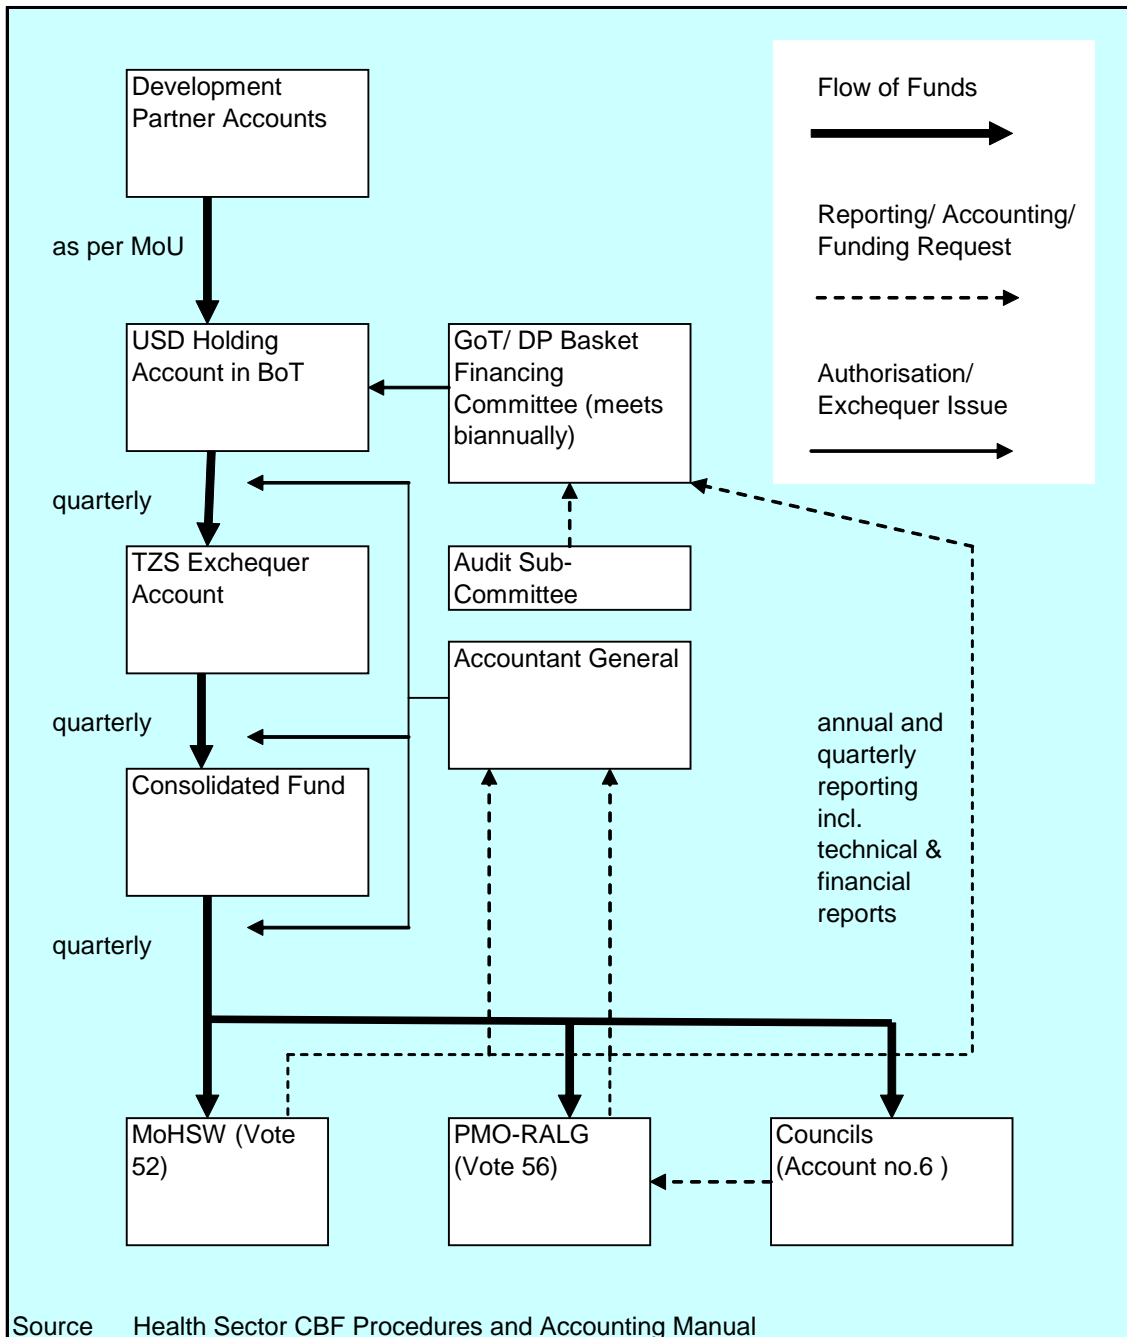 Development
Partner Accounts
Flow of Funds
Reporting/ Accounting/
Funding Request
Authorisation/
Exchequer Issue
as per MoU
USD Holding
Account in BoT
GoT/ DP Basket
Financing
Committee (meets
biannually)
quarterly
TZS Exchequer
Account
Audit Sub-
Committee
Accountant General
quarterly
Consolidated Fund
annual and
quarterly
reporting
incl.
technical &
financial
reports
quarterly
MoHSW (Vote
52)
PMO-RALG
(Vote 56)
Councils
(Account no.6 )
Source Health Sector CBF Procedures and Accounting Manual